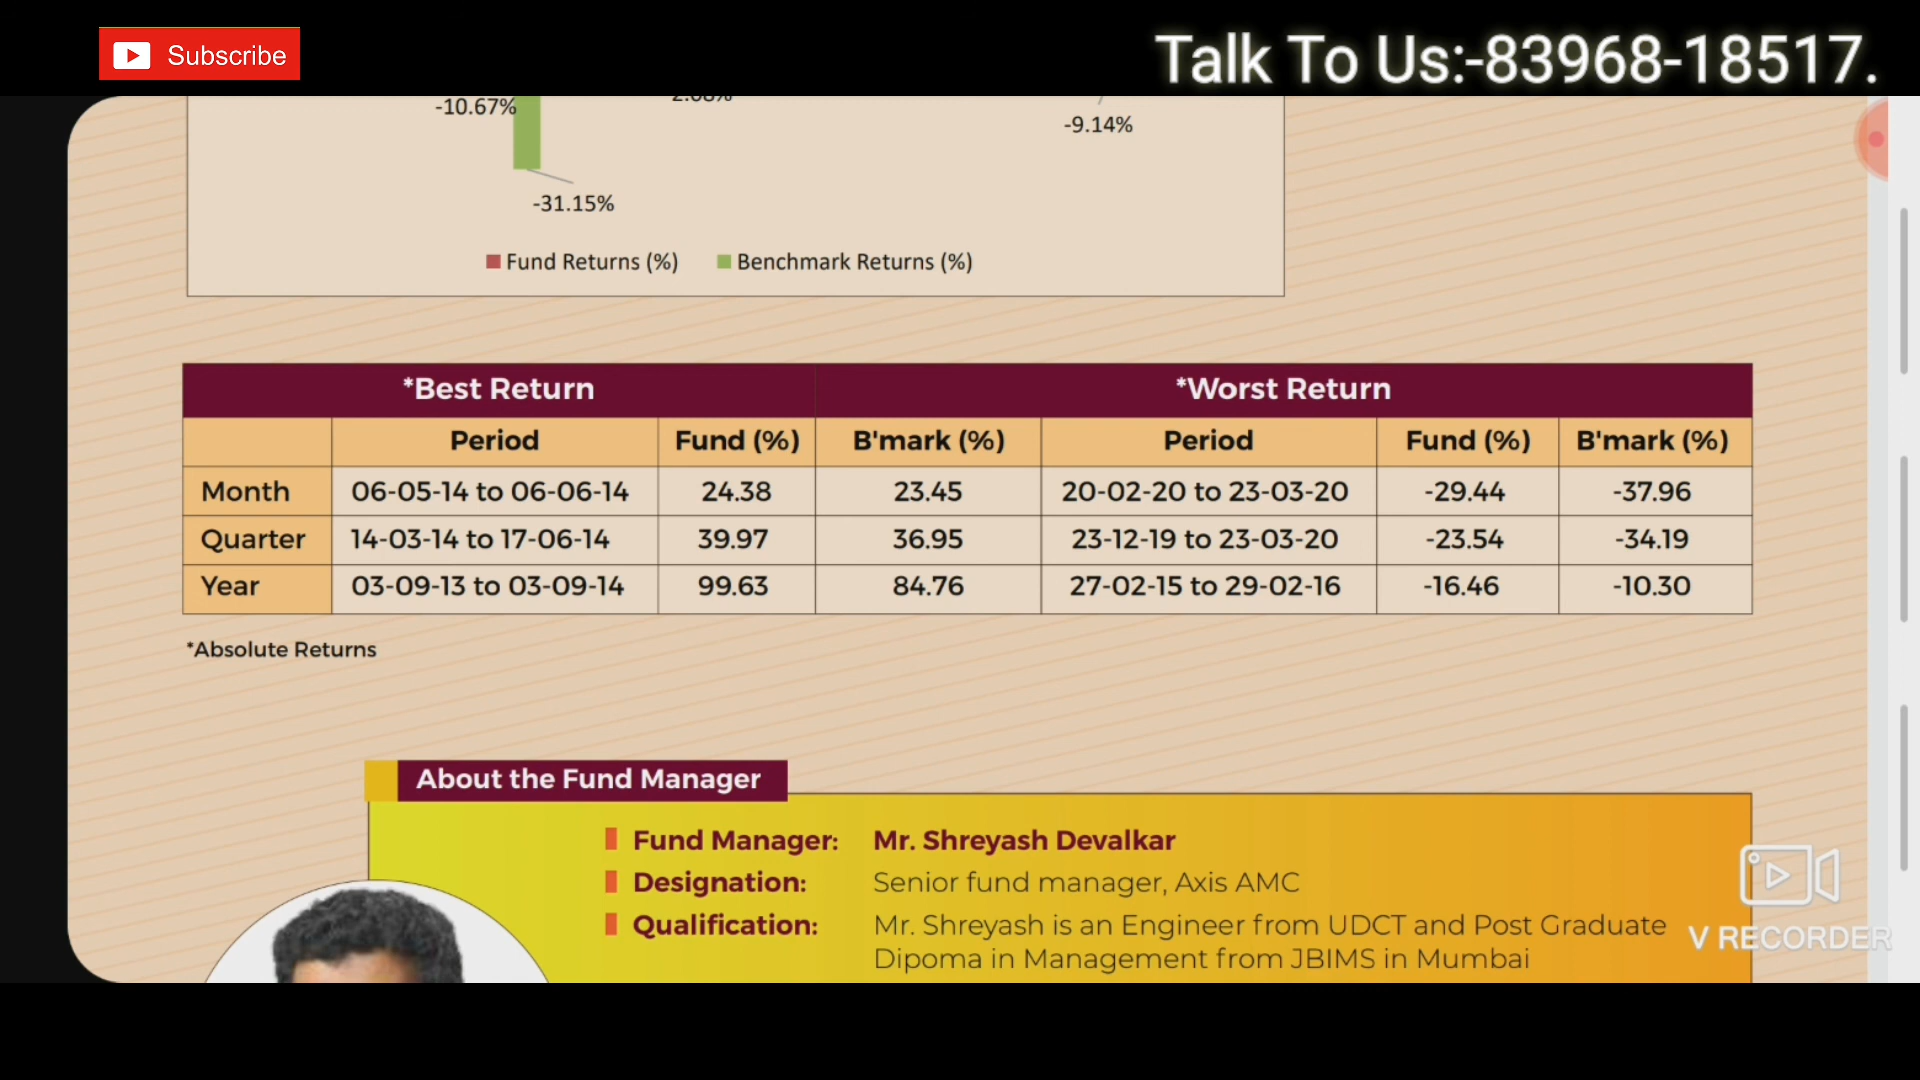 Subscribe
Talk To Us:-83968-18517.
-10.67%
-9.14%
-31.15%
Fund Returns (%) Benchmark Returns (%)
*Best Return *Worst Return
Period Fund (%) B'mark (%) Period Fund (%) B'mark (%)
Month 06-05-14 to 06-06-14 24.38 23.45 20-02-20 to 23-03-20 -29.44 -37.96
Quarter 14-03-14 to 17-06-14 39.97 36.95 23-12-19 to 23-03-20 -23.54 -34.19
Year 03-09-13 to 03-09-14 99.63 84.76 27-02-15 to 29-02-16 -16.46 -10.30
*Absolute Returns
About the Fund Manager
Fund Manager: Mr. Shreyash Devalkar
Designation: Senior fund manager, Axis AMC
Qualification: Mr. Shreyash is an Engineer from UDCT and Post Graduate
Dipoma in Management from JBIMS in Mumbai
V RECORDER